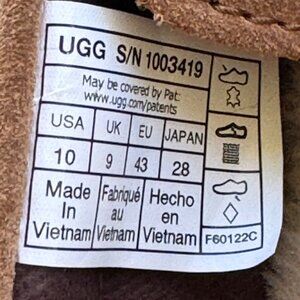 UGG S/N 1003419
May be covered by Pat:
www.ugg.com/patents
USA UK EU JAPAN
10 9 43 28
Made In Vietnam
Fabriqué au Vietnam
Hecho en Vietnam
F60122C